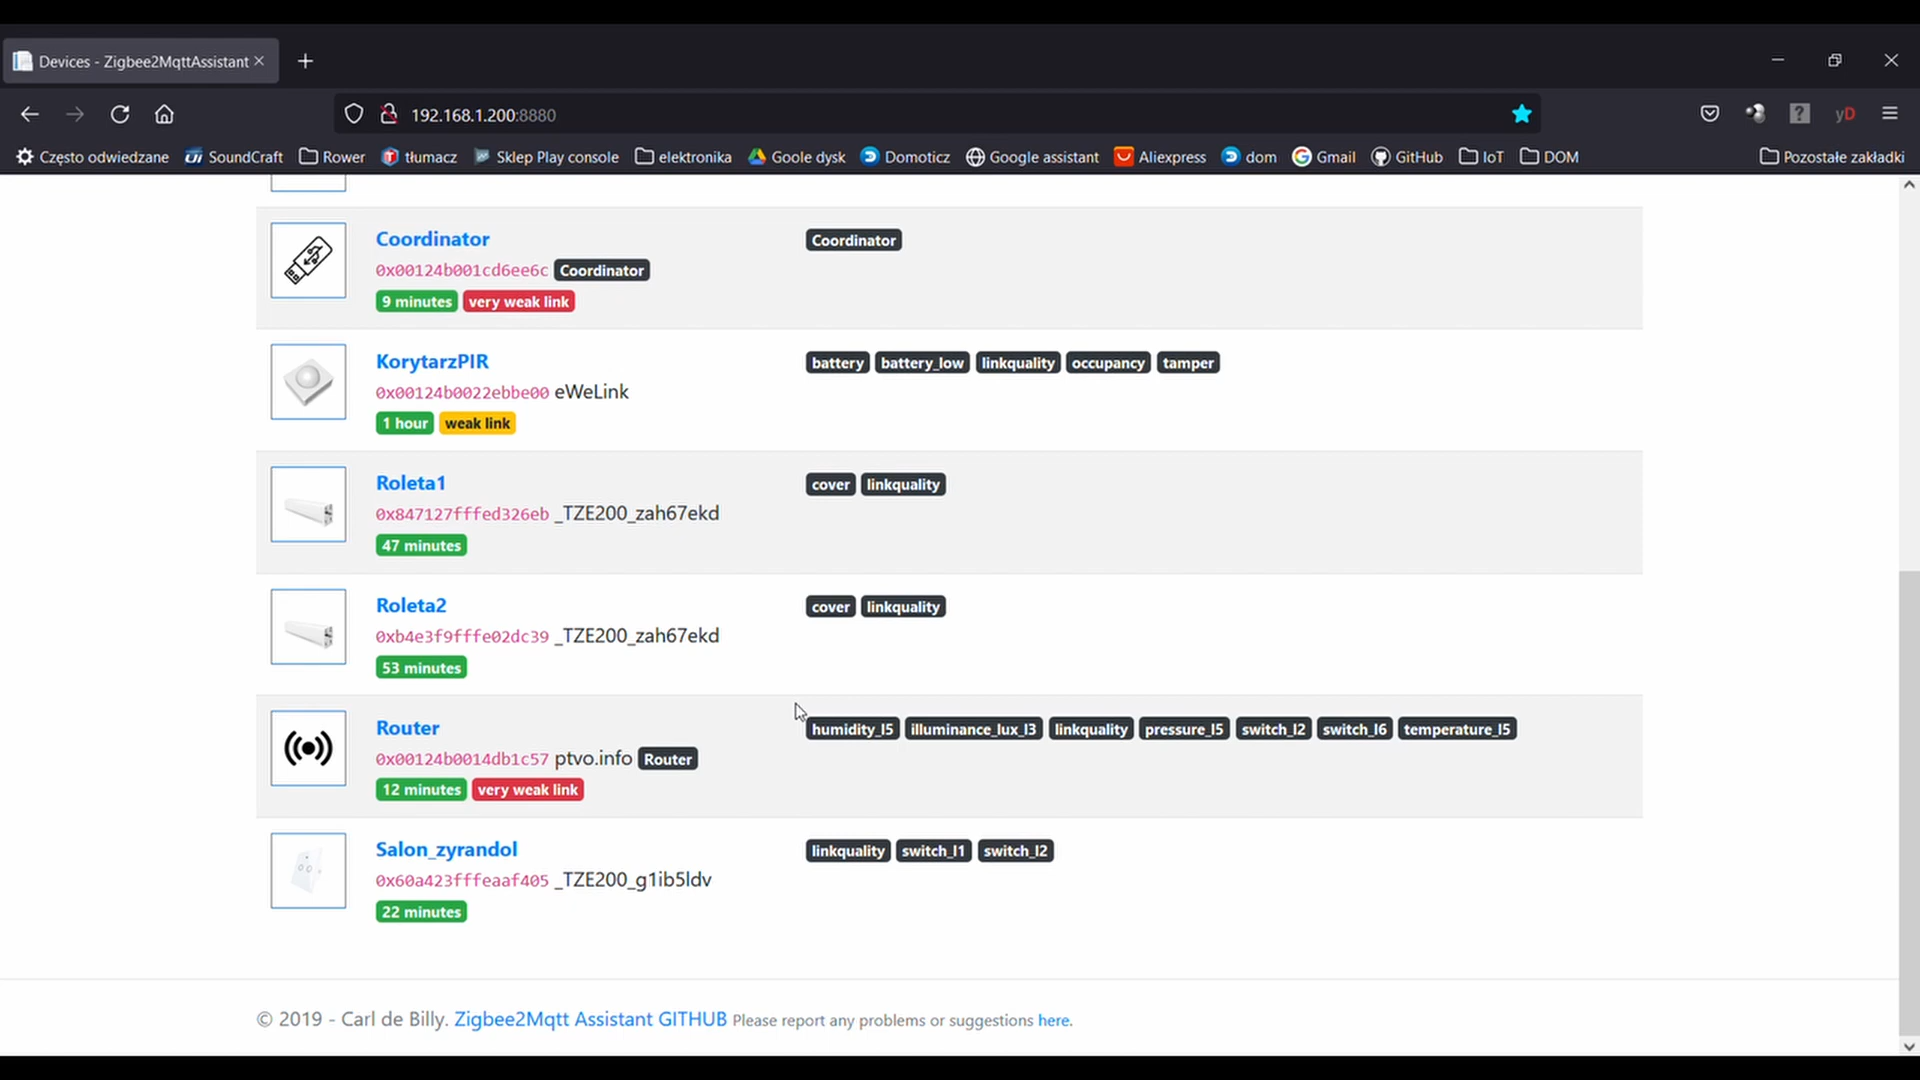 Devices - Zigbee2MqttAssistant
192.168.1.200:8880
yD
Często odwiedzane SoundCraft Rower tłumacz Sklep Play console elektronika Goole dysk Domoticz Google assistant Aliexpress dom Gmail GitHub IoT DOM Pozostałe zakładki
Coordinator Coordinator
0x00124b001cd6ee6c Coordinator
9 minutes very weak link
KorytarzPIR battery battery_low linkquality occupancy tamper
0x00124b0022ebbe00 eWeLink
1 hour weak link
Roleta1 cover linkquality
0x847127fffed326eb _TZE200_zah67ekd
47 minutes
Roleta2 cover linkquality
0xb4e3f9fffe02dc39 _TZE200_zah67ekd
53 minutes
Router humidity_l5 illuminance_lux_l3 linkquality pressure_l5 switch_l2 switch_l6 temperature_l5
0x00124b0014db1c57 ptvo.info Router
12 minutes very weak link
Salon_zyrandol linkquality switch_l1 switch_l2
0x60a423fffeaaf405 _TZE200_g1ib5ldv
22 minutes
© 2019 - Carl de Billy. Zigbee2Mqtt Assistant GITHUB Please report any problems or suggestions here.